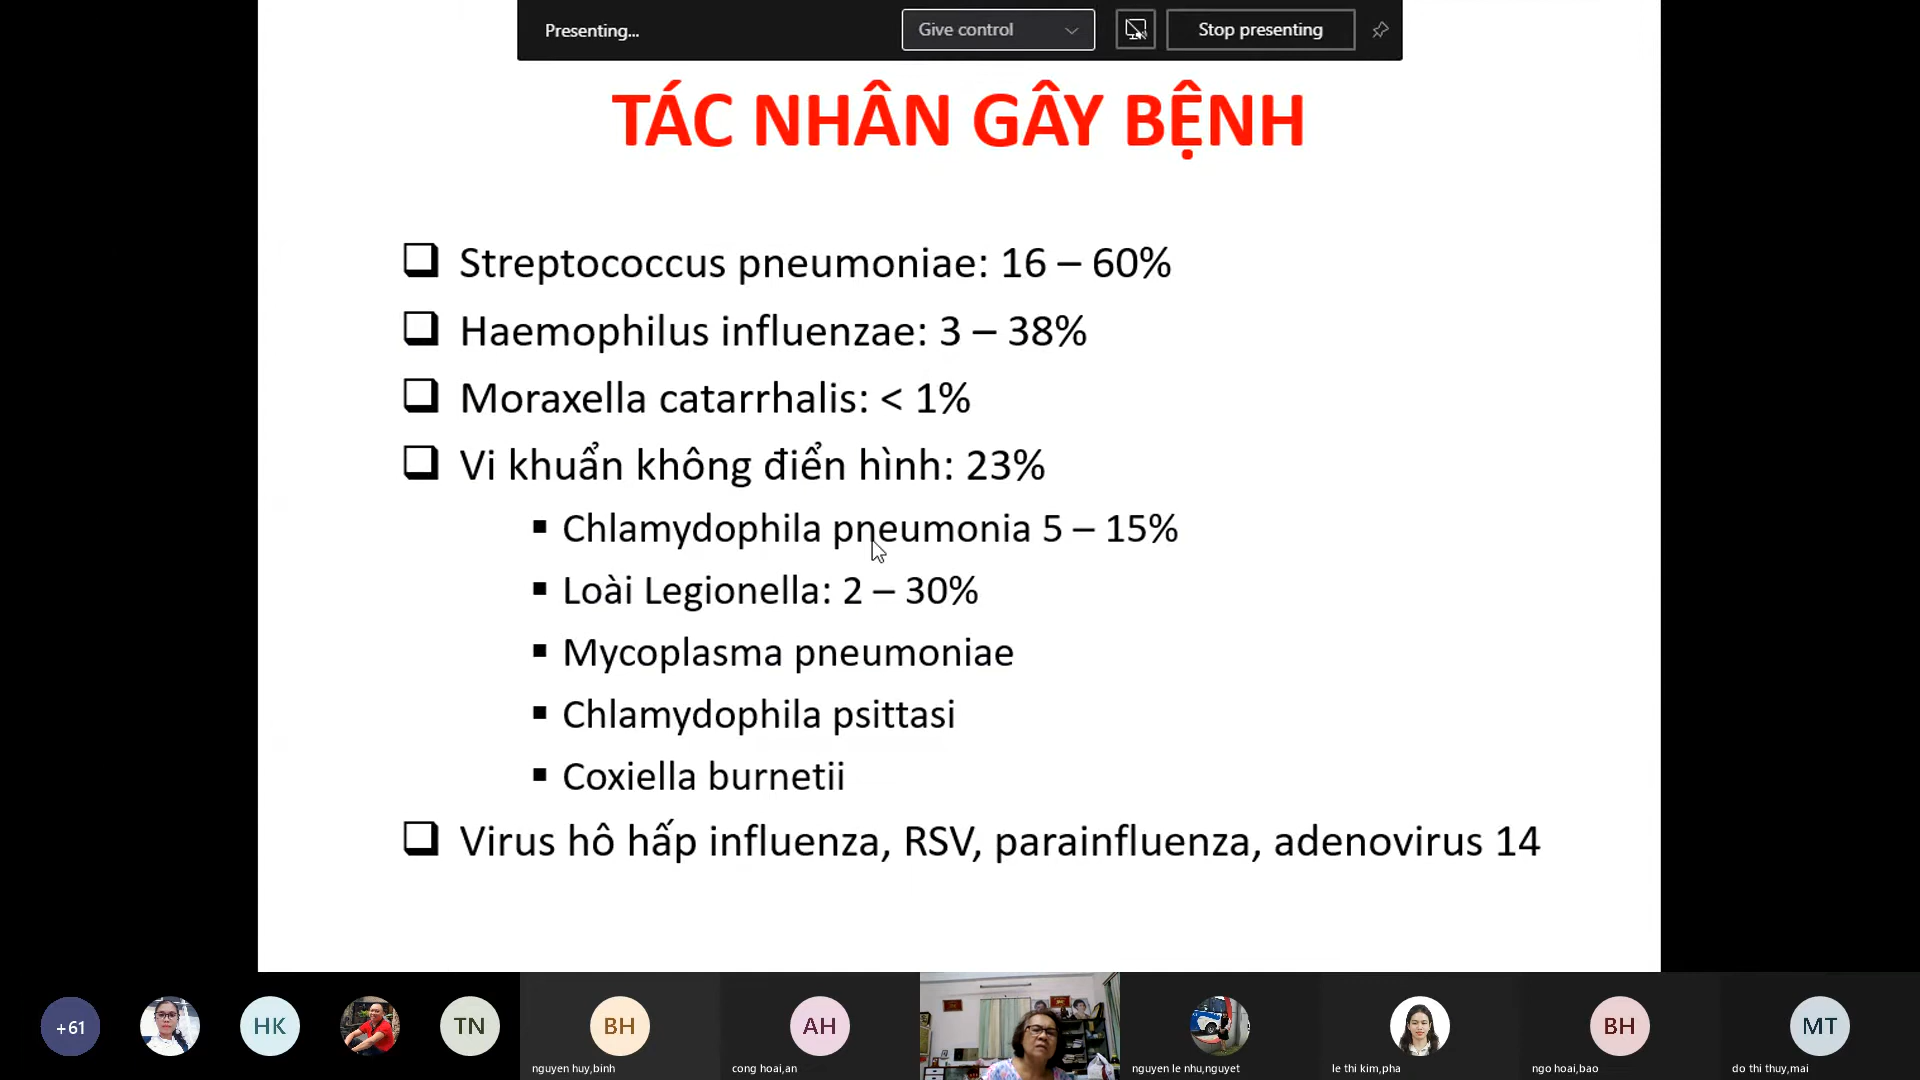 Presenting...
Give control
Stop presenting
TÁC NHÂN GÂY BỆNH
Streptococcus pneumoniae: 16 – 60%
Haemophilus influenzae: 3 – 38%
Moraxella catarrhalis: < 1%
Vi khuẩn không điển hình: 23%
Chlamydophila pneumonia 5 – 15%
Loài Legionella: 2 – 30%
Mycoplasma pneumoniae
Chlamydophila psittasi
Coxiella burnetii
Virus hô hấp influenza, RSV, parainfluenza, adenovirus 14
+61
HK
TN
BH
AH
BH
MT
nguyen huy,binh
cong hoai,an
nguyen le nhu,nguyet
le thi kim,pha
ngo hoai,bao
do thi thuy,mai